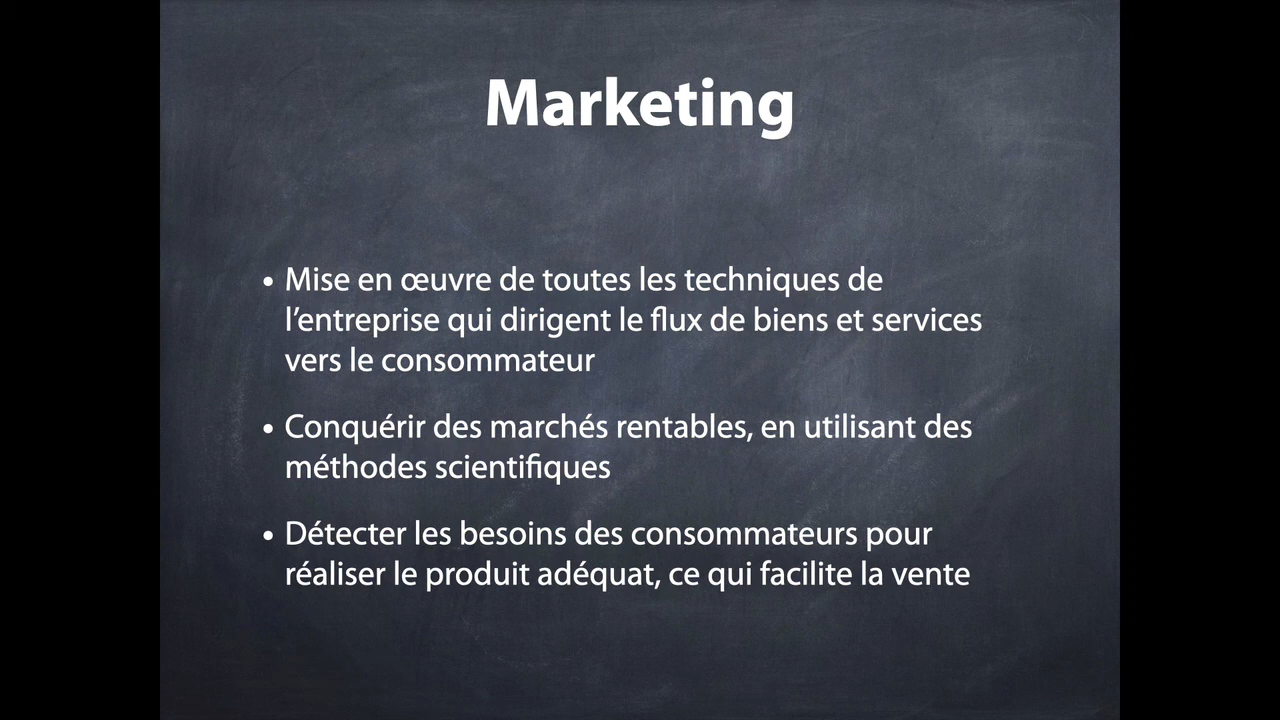 Marketing
• Mise en œuvre de toutes les techniques de
l’entreprise qui dirigent le flux de biens et services
vers le consommateur
• Conquérir des marchés rentables, en utilisant des
méthodes scientifiques
• Détecter les besoins des consommateurs pour
réaliser le produit adéquat, ce qui facilite la vente